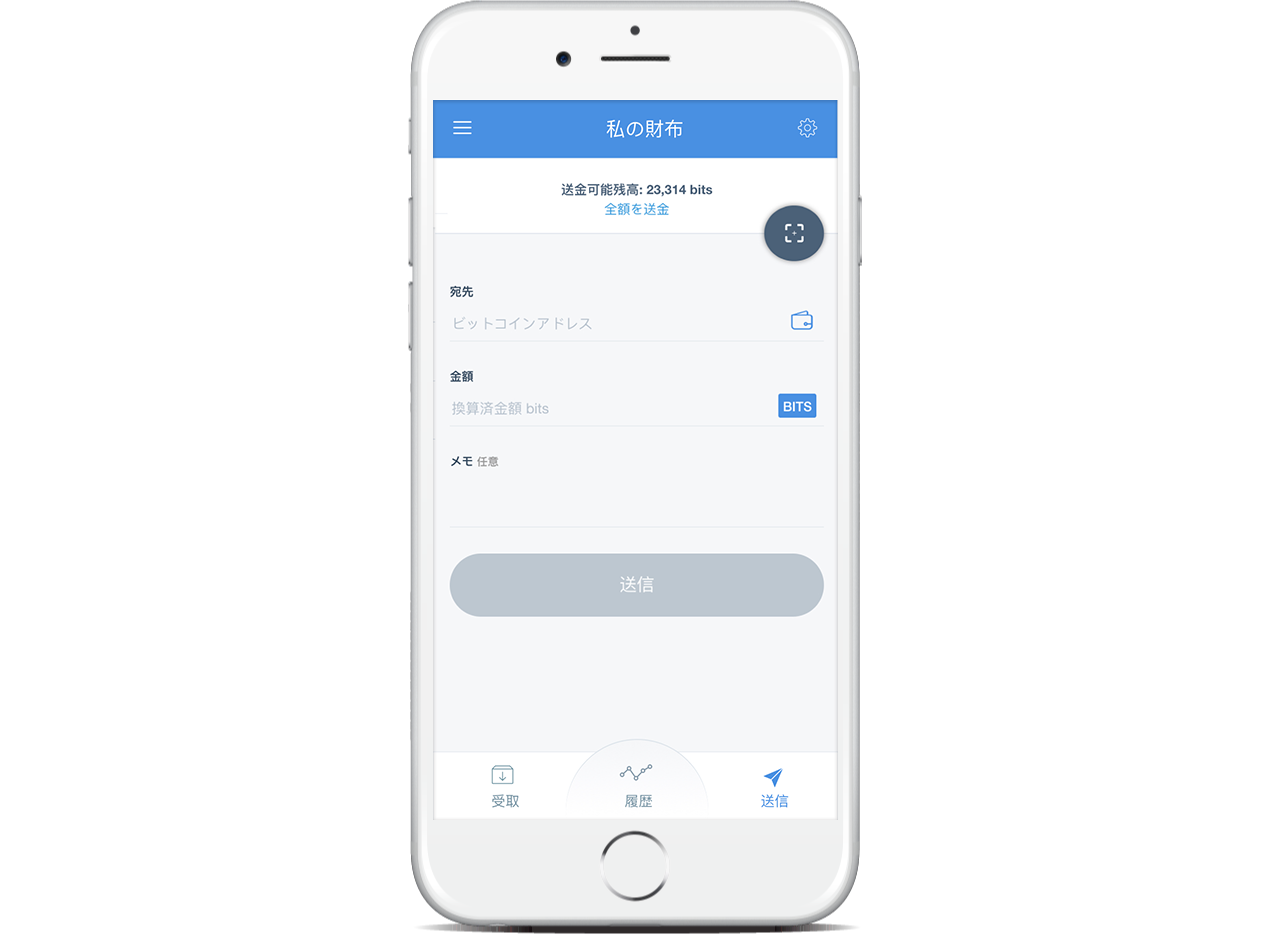 私の財布
送金可能残高: 23,314 bits
全額を送金
宛先
ビットコインアドレス
金額
換算済金額 bits
BITS
メモ 任意
送信
受取
履歴
送信